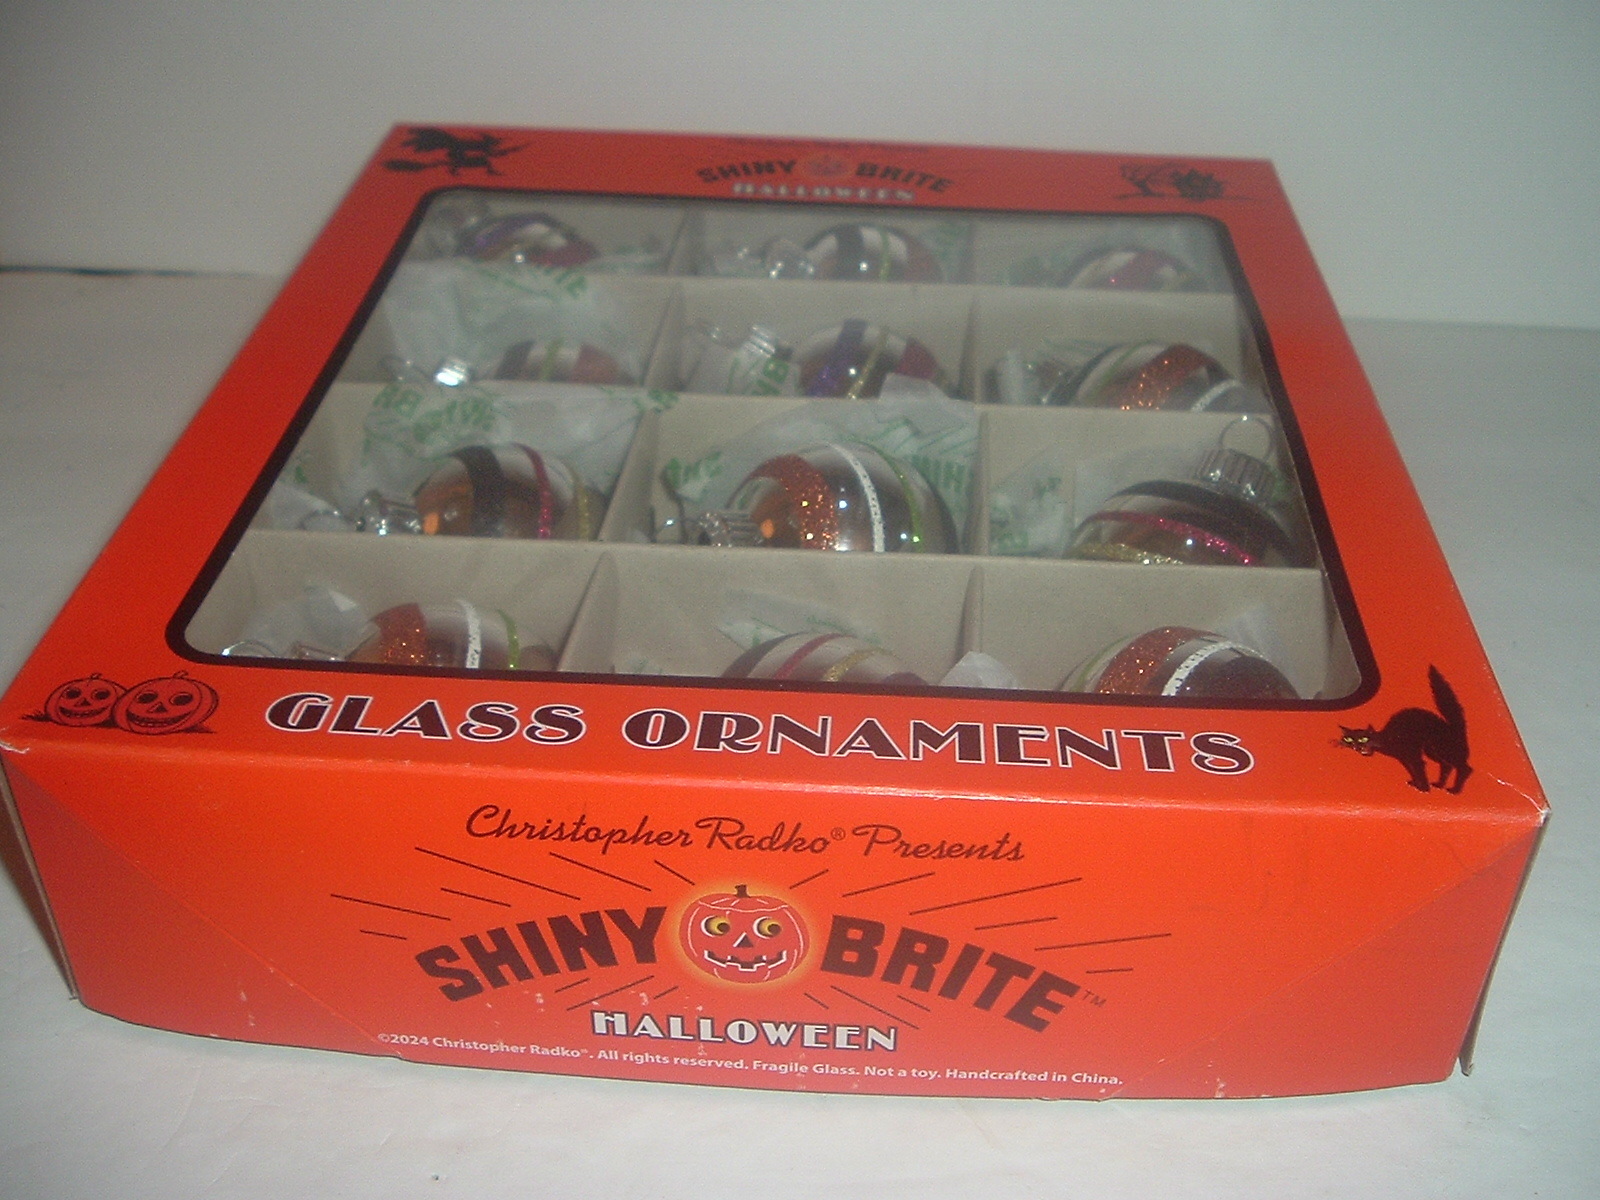 SHINY BRITE
HALLOWEEN
GLASS ORNAMENTS
Christopher Radko® Presents
SHINY BRITE™
HALLOWEEN
©2024 Christopher Radko®. All rights reserved. Fragile Glass. Not a toy. Handcrafted in China.